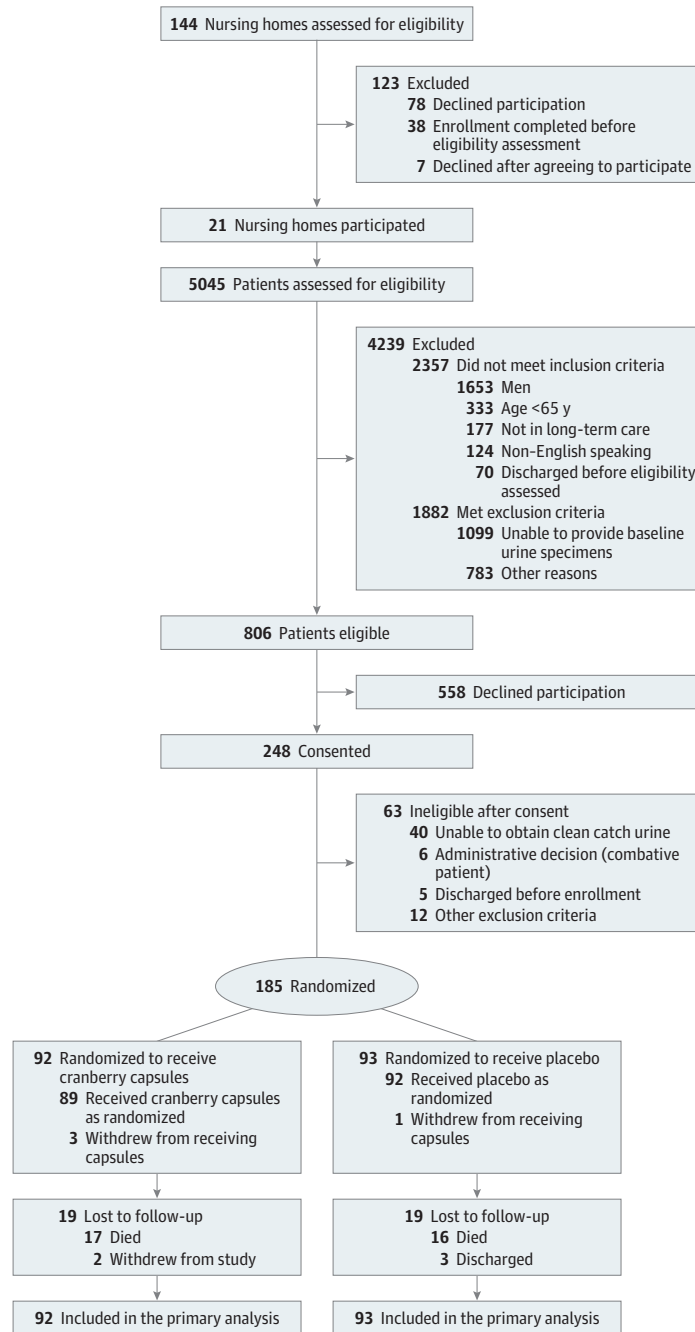 144 Nursing homes assessed for eligibility
123 Excluded
78 Declined participation
38 Enrollment completed before
eligibility assessment
7 Declined after agreeing to participate
21 Nursing homes participated
5045 Patients assessed for eligibility
4239 Excluded
2357 Did not meet inclusion criteria
1653 Men
333 Age <65 y
177 Not in long-term care
124 Non-English speaking
70 Discharged before eligibility
assessed
1882 Met exclusion criteria
1099 Unable to provide baseline
urine specimens
783 Other reasons
806 Patients eligible
558 Declined participation
248 Consented
63 Ineligible after consent
40 Unable to obtain clean catch urine
6 Administrative decision (combative
patient)
5 Discharged before enrollment
12 Other exclusion criteria
185 Randomized
92 Randomized to receive
cranberry capsules
89 Received cranberry capsules
as randomized
3 Withdrew from receiving
capsules
93 Randomized to receive placebo
92 Received placebo as
randomized
1 Withdrew from receiving
capsules
19 Lost to follow-up
17 Died
2 Withdrew from study
19 Lost to follow-up
16 Died
3 Discharged
92 Included in the primary analysis
93 Included in the primary analysis